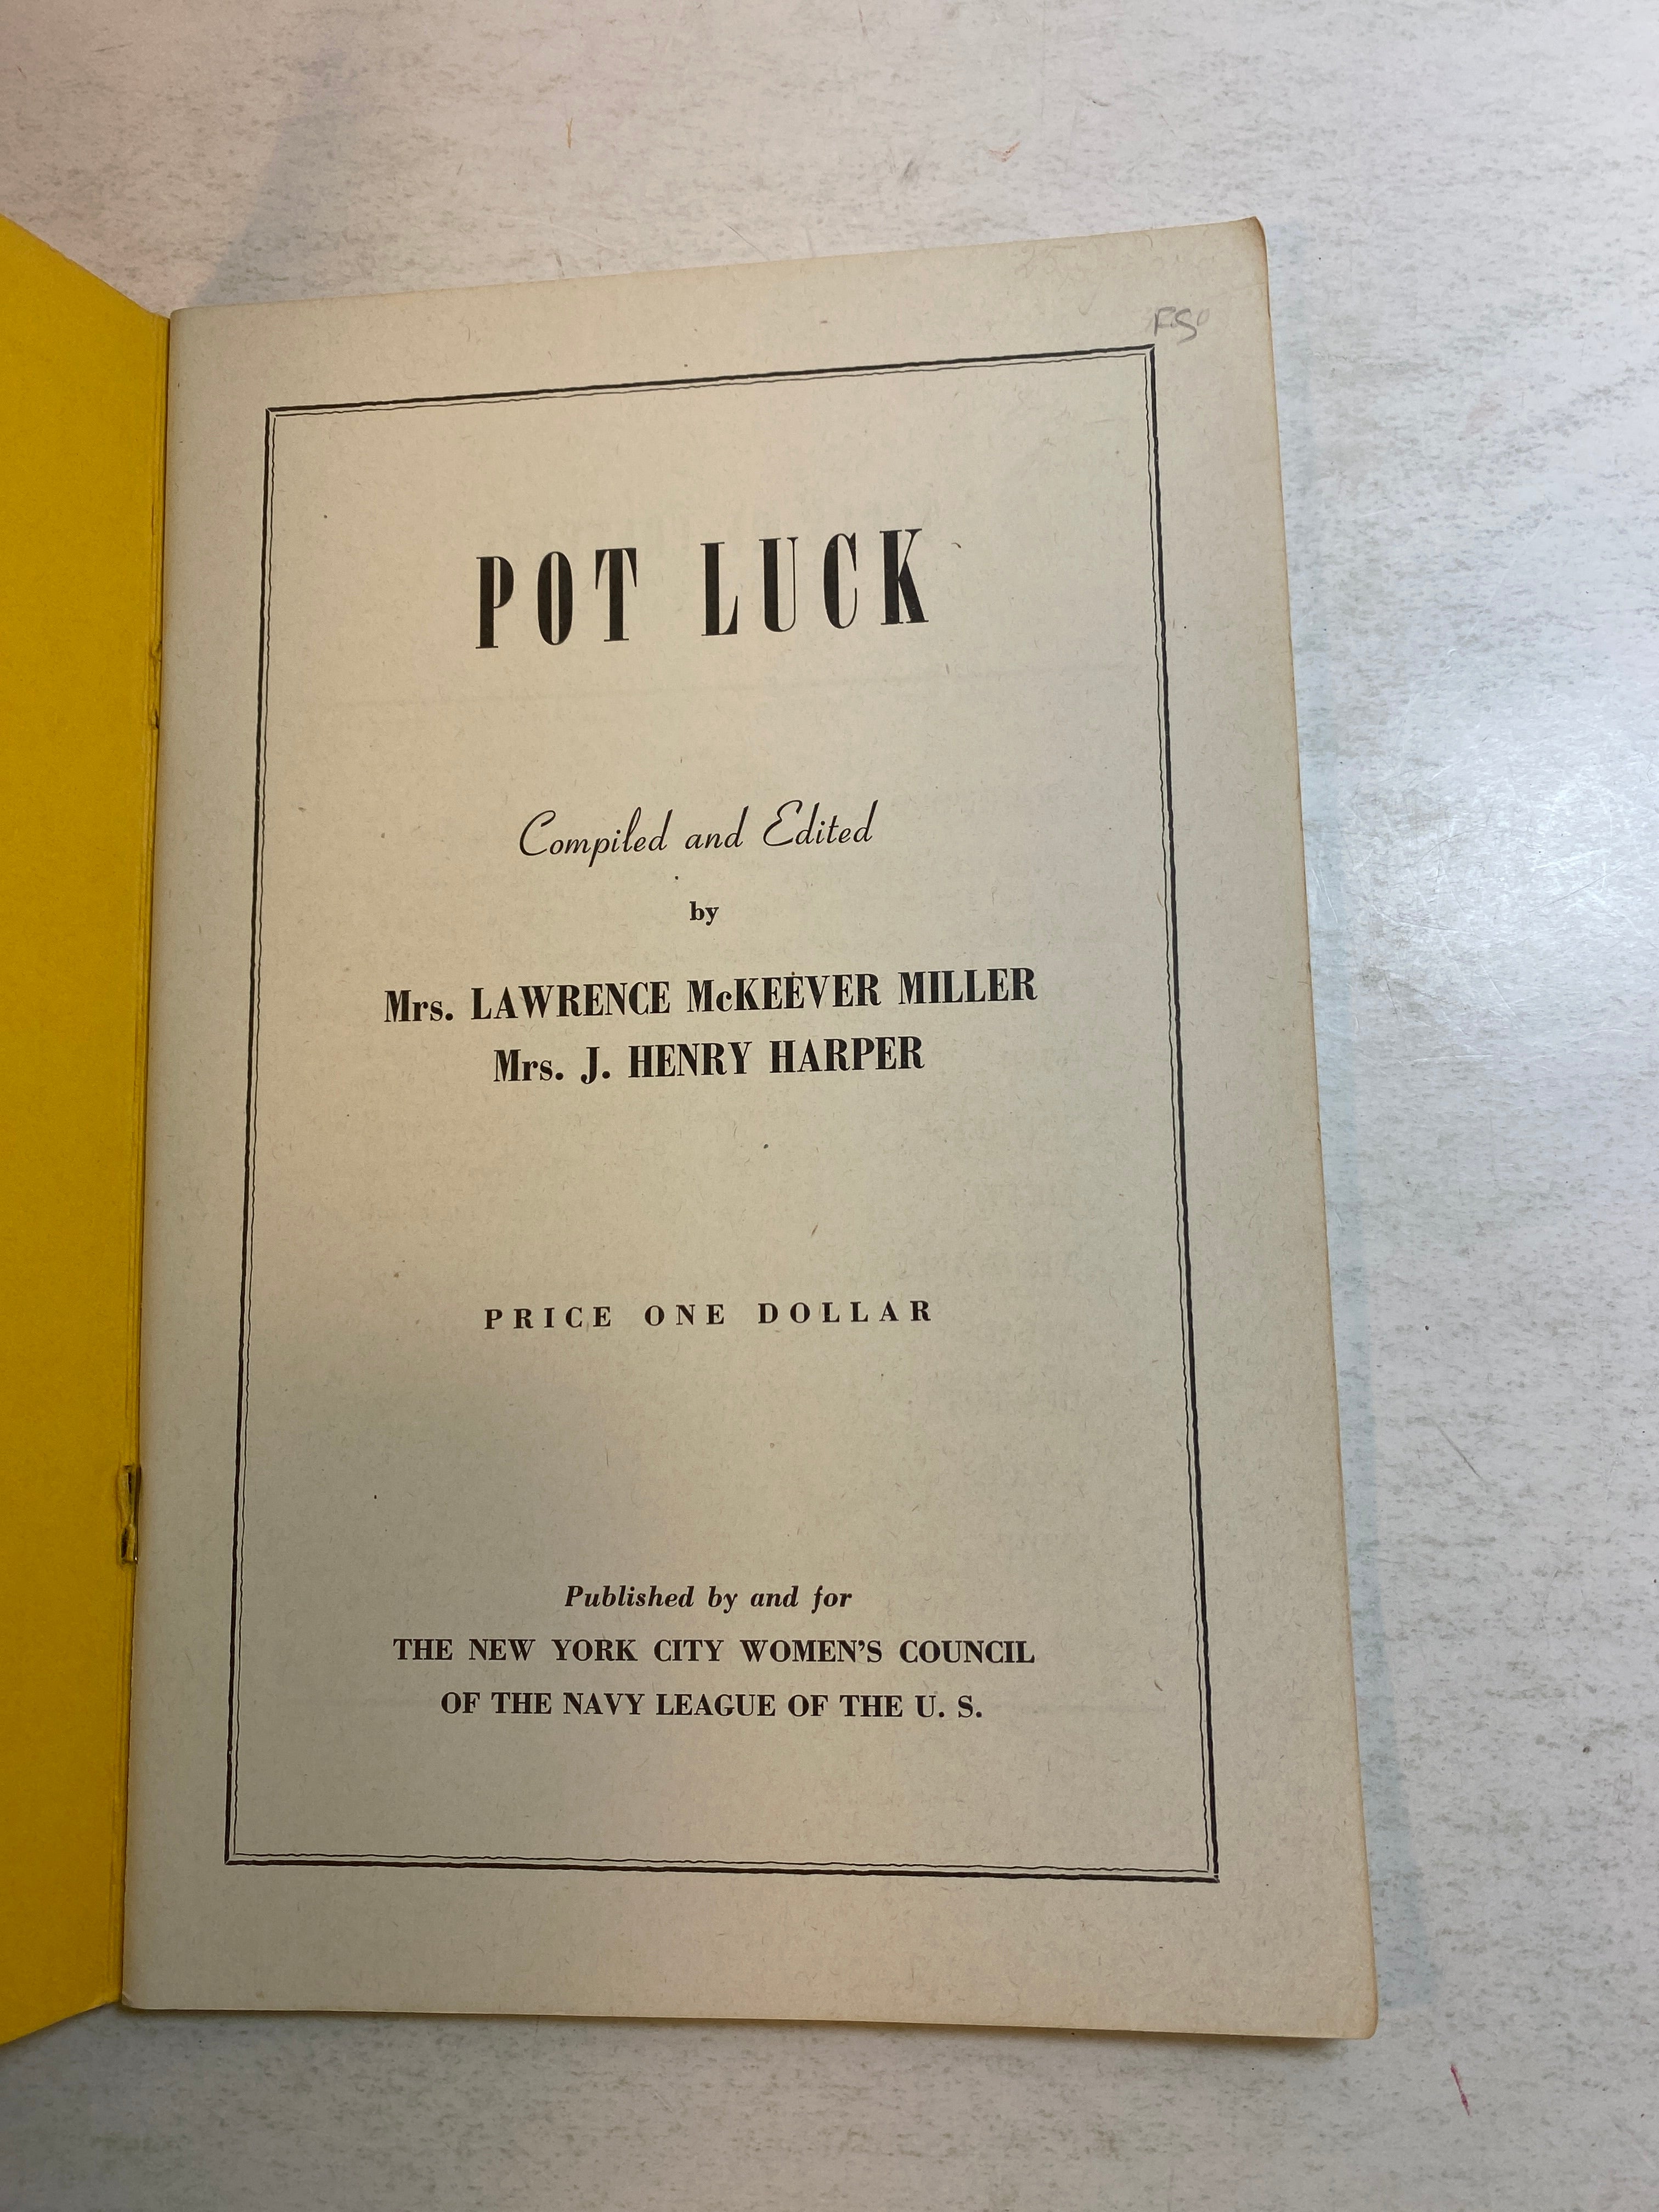 POT LUCK
Compiled and Edited
by
Mrs. LAWRENCE McKEEVER MILLER
Mrs. J. HENRY HARPER
PRICE ONE DOLLAR
Published by and for
THE NEW YORK CITY WOMEN'S COUNCIL
OF THE NAVY LEAGUE OF THE U. S.